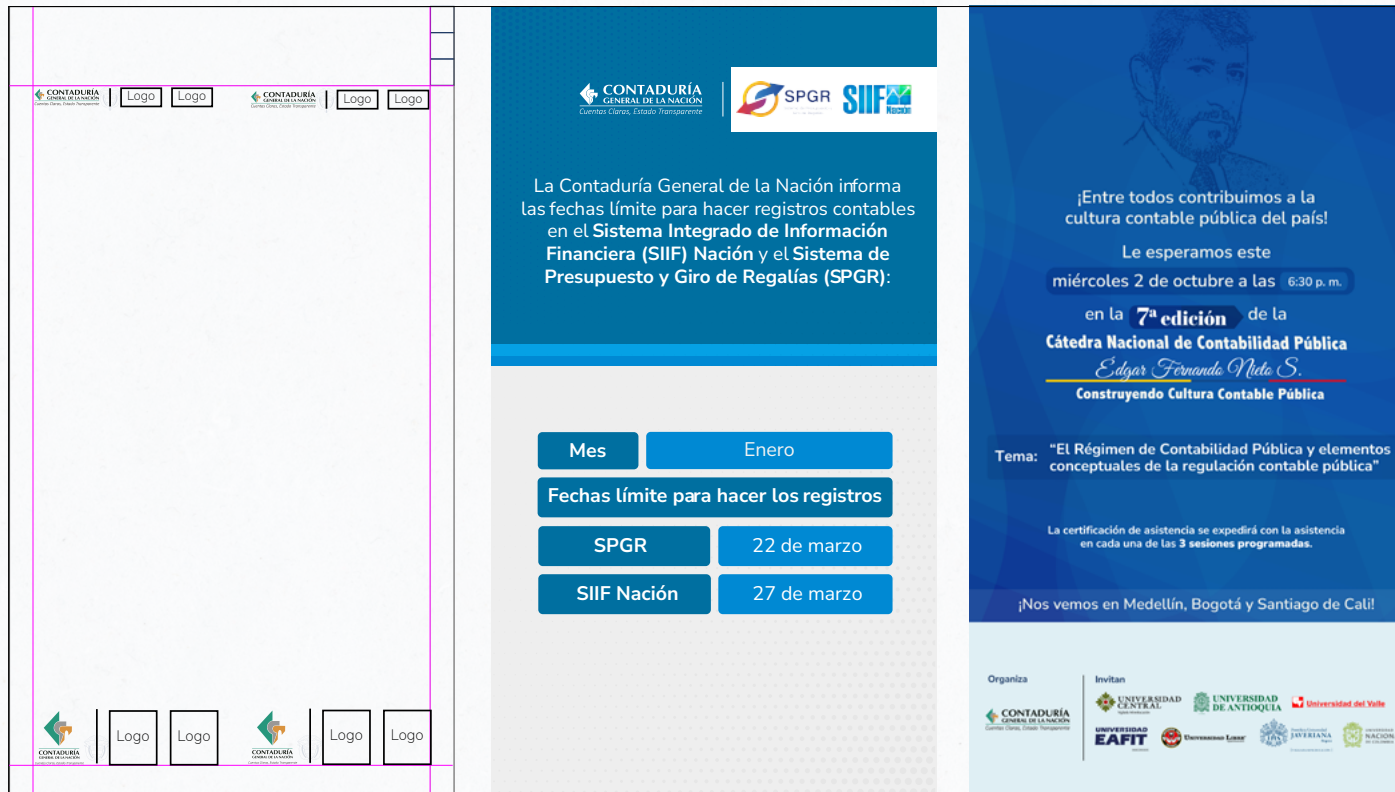 CONTADURÍA
GENERAL DE LA NACIÓN
Cuentas Claras, Estado Transparente
Logo
Logo
CONTADURÍA
GENERAL DE LA NACIÓN
Cuentas Claras, Estado Transparente
Logo
Logo
CONTADURÍA
GENERAL DE LA NACIÓN
Cuentas Claras, Estado Transparente
Logo
Logo
CONTADURÍA
GENERAL DE LA NACIÓN
Cuentas Claras, Estado Transparente
Logo
Logo
CONTADURÍA
GENERAL DE LA NACIÓN
Cuentas Claras, Estado Transparente
SPGR
SIIF
La Contaduría General de la Nación informa
las fechas límite para hacer registros contables
en el Sistema Integrado de Información
Financiera (SIIF) Nación y el Sistema de
Presupuesto y Giro de Regalías (SPGR):
Mes
Enero
Fechas límite para hacer los registros
SPGR
22 de marzo
SIIF Nación
27 de marzo
¡Entre todos contribuimos a la
cultura contable pública del país!
Le esperamos este
miércoles 2 de octubre a las 6:30 p. m.
en la 7ª edición de la
Cátedra Nacional de Contabilidad Pública
Édgar Fernando Nieto S.
Construyendo Cultura Contable Pública
Tema: "El Régimen de Contabilidad Pública y elementos
conceptuales de la regulación contable pública"
La certificación de asistencia se expedirá con la asistencia
en cada una de las 3 sesiones programadas.
¡Nos vemos en Medellín, Bogotá y Santiago de Cali!
Organiza
CONTADURÍA
GENERAL DE LA NACIÓN
Cuentas Claras, Estado Transparente
Invitan
UNIVERSIDAD
CENTRAL
UNIVERSIDAD
DE ANTIOQUIA
Universidad del Valle
UNIVERSIDAD
EAFIT
Universidad Libre
JAVERIANA
UNIVERSIDAD
NACION